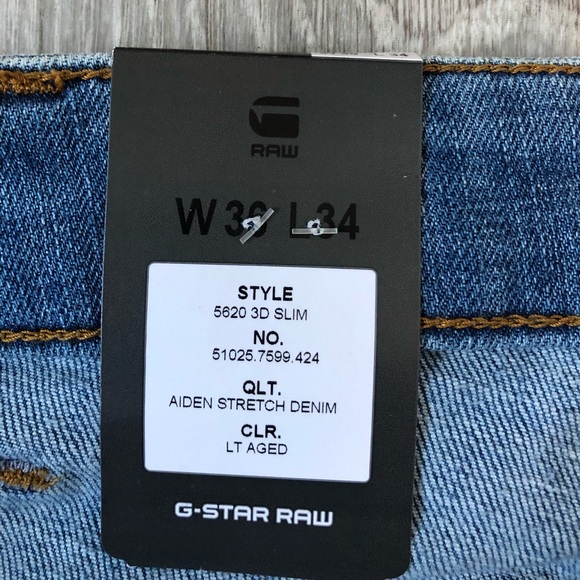 RAW
W L34
STYLE
5620 3D SLIM
NO.
51025.7599.424
QLT.
AIDEN STRETCH DENIM
CLR.
LT AGED
G-STAR RAW